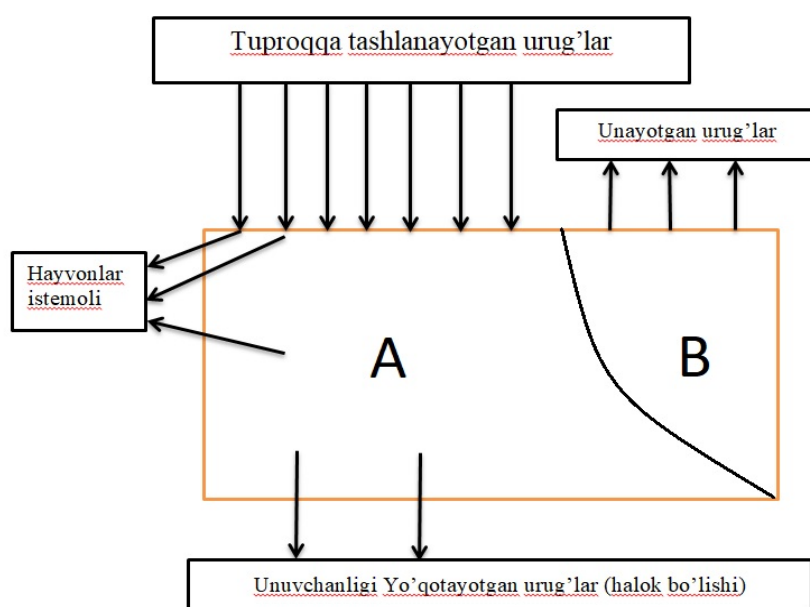 Tuproqqa tashlanayotgan urug’lar
Unayotgan urug’lar
Hayvonlar
istemoli
A
B
Unuvchanligi Yo’qotayotgan urug’lar (halok bo’lishi)